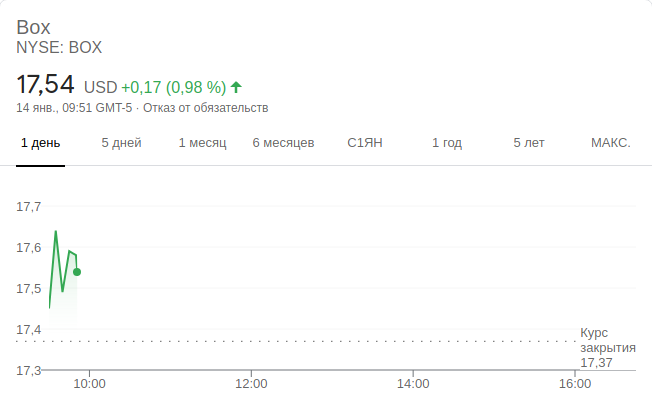 Box
NYSE: BOX
17,54 USD +0,17 (0,98 %)
14 янв., 09:51 GMT-5 · Отказ от обязательств
1 день 5 дней 1 месяц 6 месяцев С1ЯН 1 год 5 лет МАКС.
17,7
17,6
17,5
17,4
Курс
закрытия
17,37
17,3
10:00 12:00 14:00 16:00